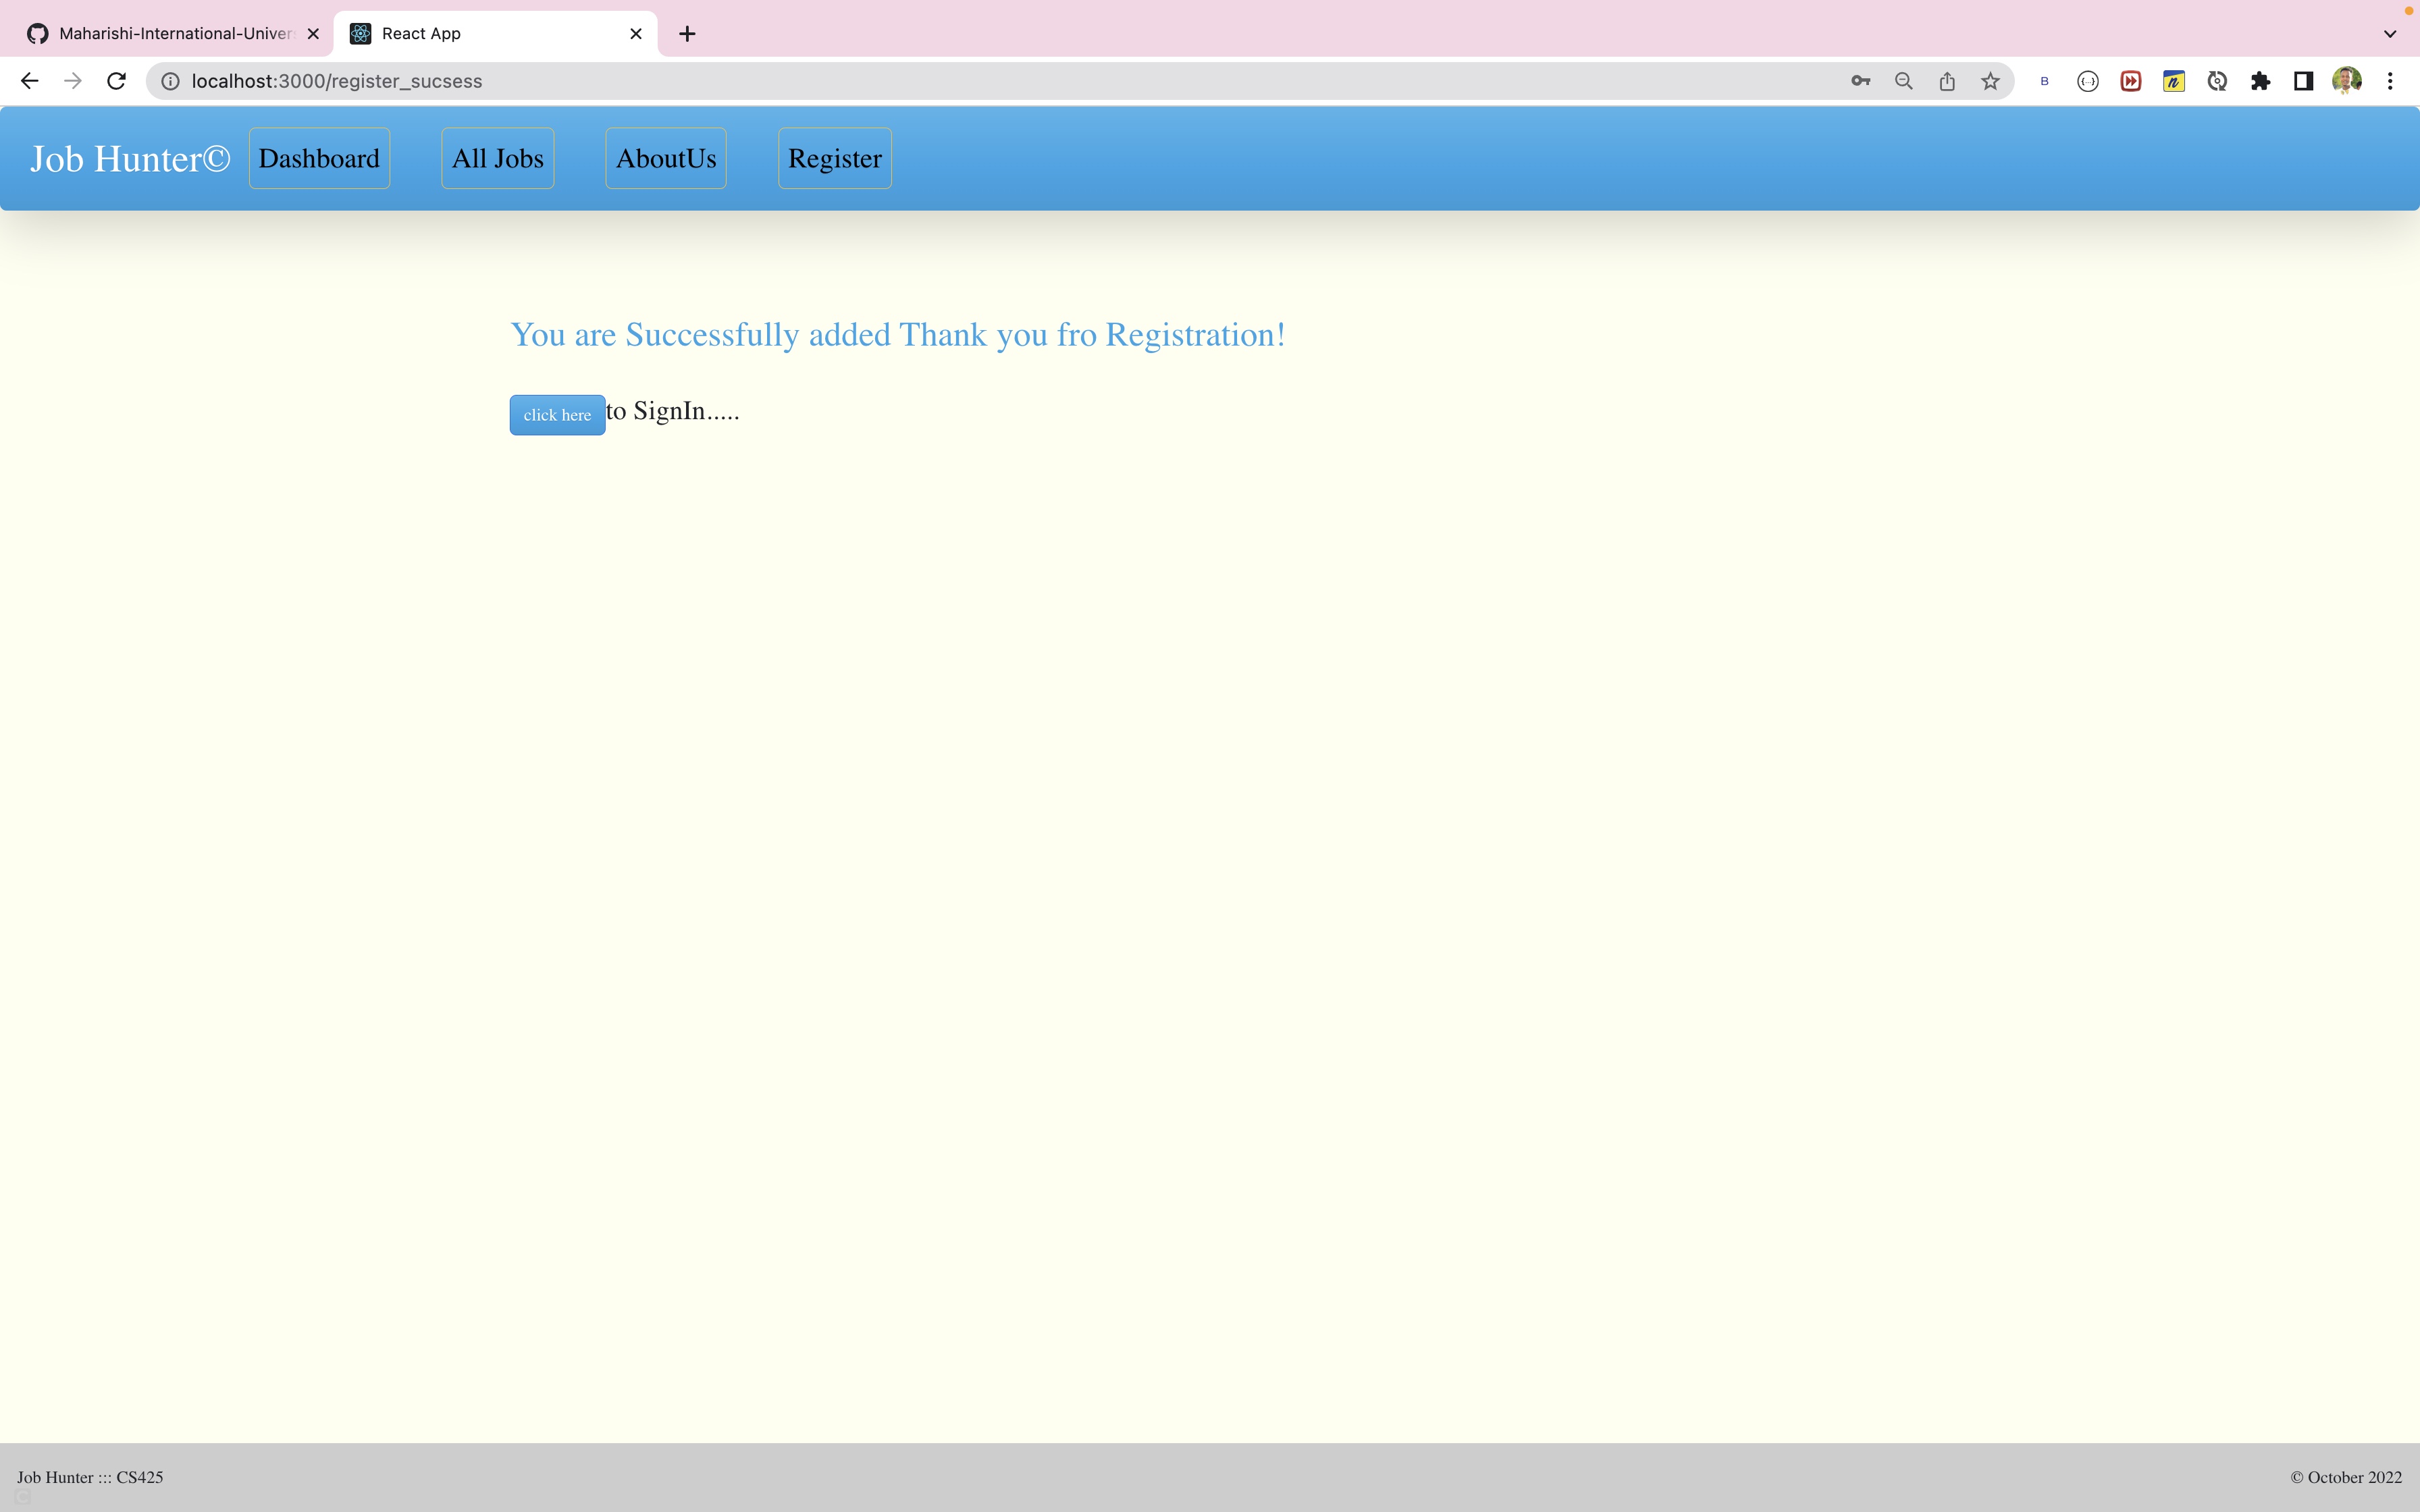 Maharishi-International-Univer
React App
localhost:3000/register_sucsess
B
n
Job Hunter©
Dashboard
All Jobs
AboutUs
Register
You are Successfully added Thank you fro Registration!
click here to SignIn.....
Job Hunter ::: CS425
© October 2022